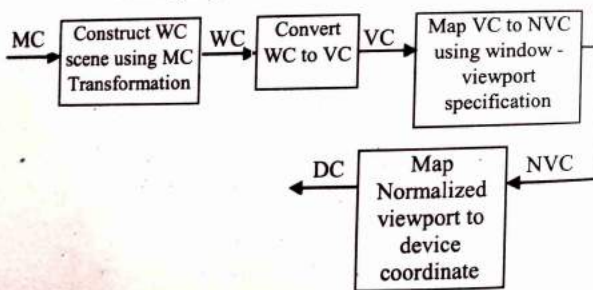 MC
Construct WC
scene using MC
Transformation
WC
Convert
WC to VC
VC
Map VC to NVC
using window -
viewport
specification
NVC
Map
Normalized
viewport to
device
coordinate
DC